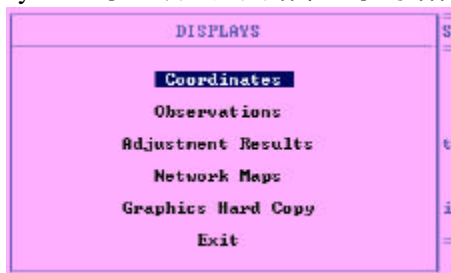 DISPLAYS
Coordinates
Observations
Adjustment Results
Network Maps
Graphics Hard Copy
Exit